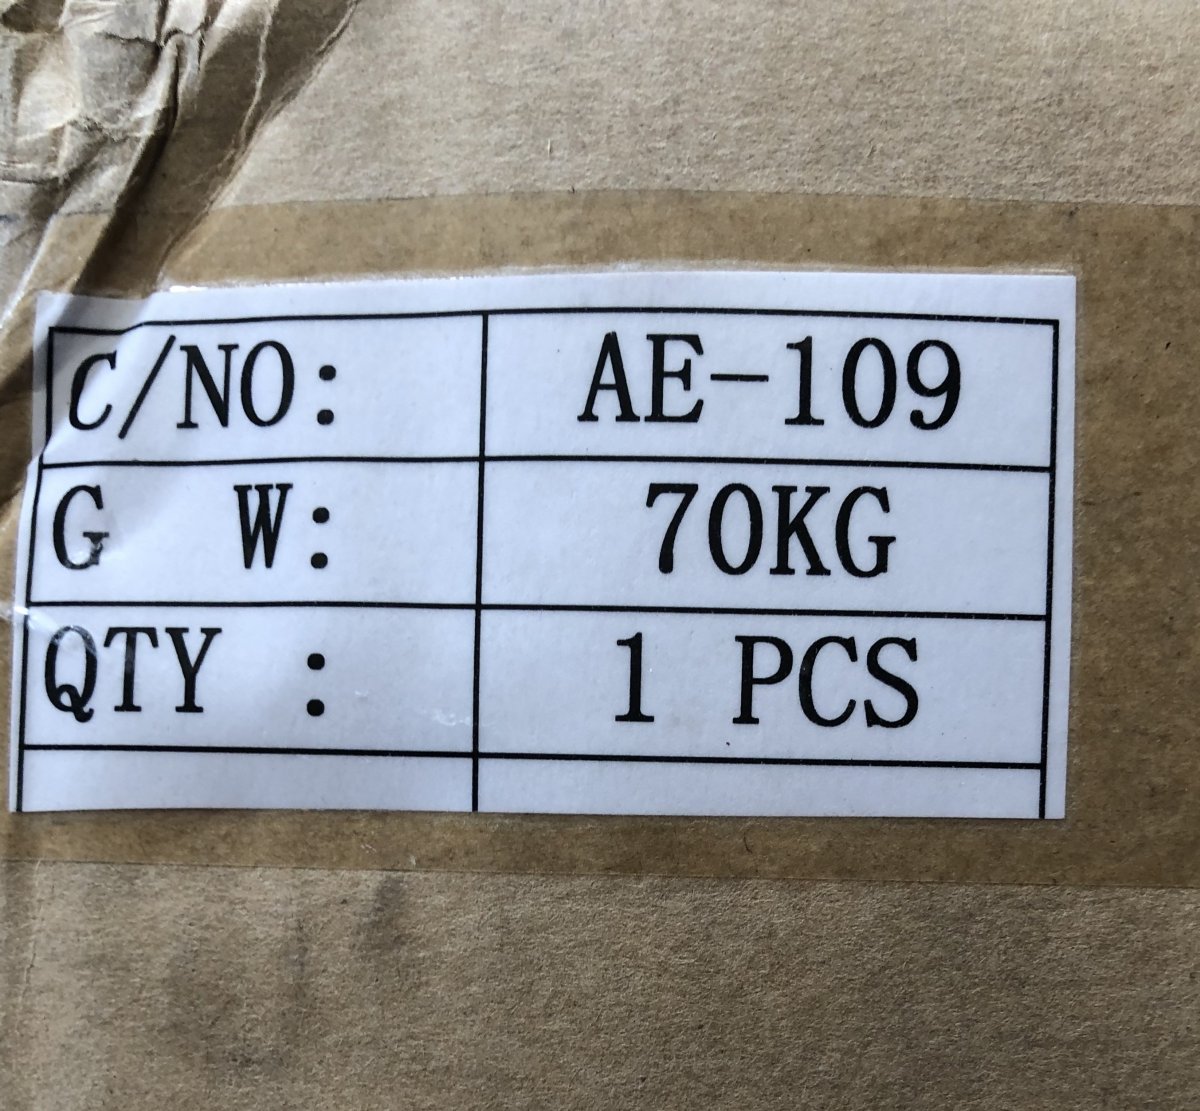 C/NO: AE-109
G W: 70KG
QTY : 1 PCS